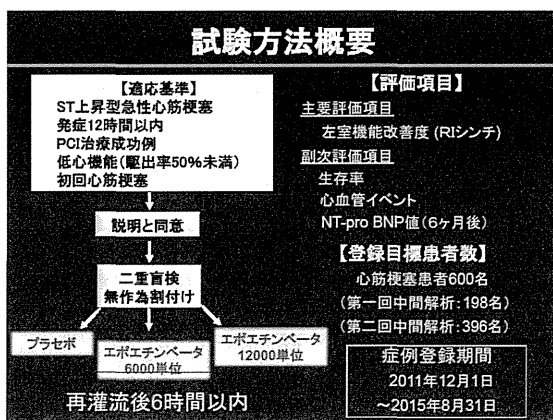 試験方法概要
【適応基準】
ST上昇型急性心筋梗塞
発症12時間以内
PCI治療成功例
低心機能(駆出率50%未満)
初回心筋梗塞
説明と同意
二重盲検
無作為割付け
プラセボ
エポエチンベータ
6000単位
エポエチンベータ
12000単位
再灌流後6時間以内
【評価項目】
主要評価項目
左室機能改善度 (RIシンチ)
副次評価項目
生存率
心血管イベント
NT-pro BNP値(6ヶ月後)
【登録目標患者数】
心筋梗塞患者600名
(第一回中間解析:198名)
(第二回中間解析:396名)
症例登録期間
2011年12月1日
~2015年8月31日